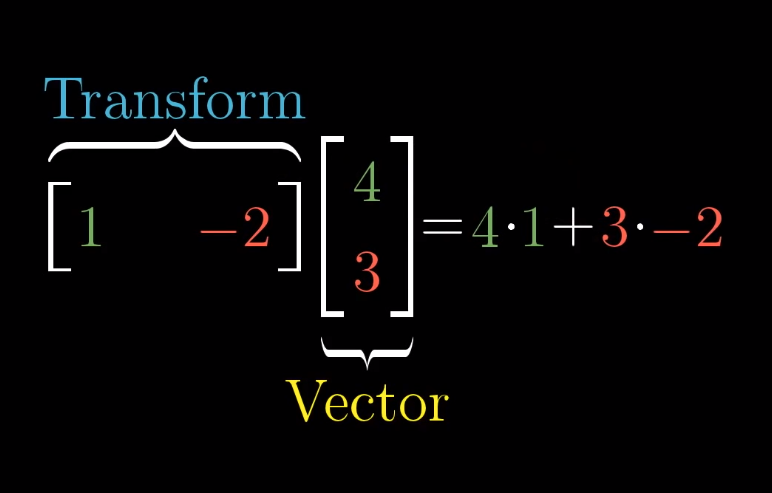 Transform
[1 −2] [4 3] = 4·1+3·−2
Vector